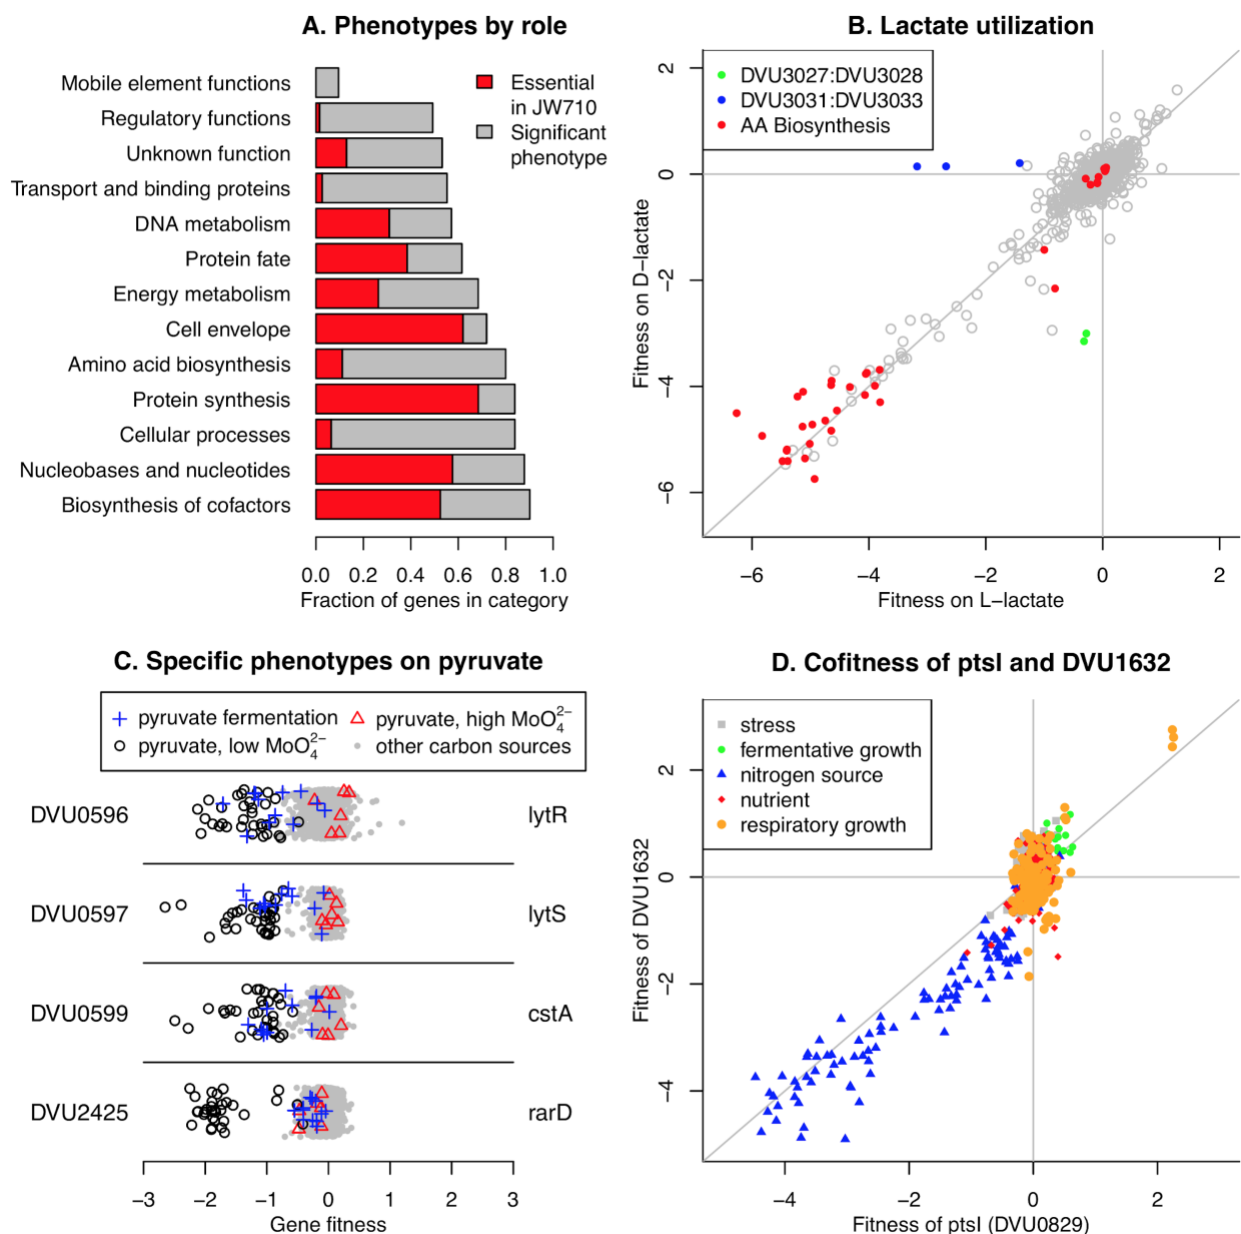 A. Phenotypes by role
Mobile element functions
Regulatory functions
Unknown function
Transport and binding proteins
DNA metabolism
Protein fate
Energy metabolism
Cell envelope
Amino acid biosynthesis
Protein synthesis
Cellular processes
Nucleobases and nucleotides
Biosynthesis of cofactors
Essential
in JW710
Significant
phenotype
0.0 0.2 0.4 0.6 0.8 1.0
Fraction of genes in category
B. Lactate utilization
DVU3027:DVU3028
DVU3031:DVU3033
AA Biosynthesis
Fitness on D−lactate
2
0
−2
−4
−6
−6 −4 −2 0 2
Fitness on L−lactate
C. Specific phenotypes on pyruvate
pyruvate fermentation
pyruvate, low MoO₄²⁻
pyruvate, high MoO₄²⁻
other carbon sources
DVU0596 lytR
DVU0597 lytS
DVU0599 cstA
DVU2425 rarD
−3 −2 −1 0 1 2 3
Gene fitness
D. Cofitness of ptsI and DVU1632
stress
fermentative growth
nitrogen source
nutrient
respiratory growth
Fitness of DVU1632
2
0
−2
−4
−4 −2 0 2
Fitness of ptsI (DVU0829)